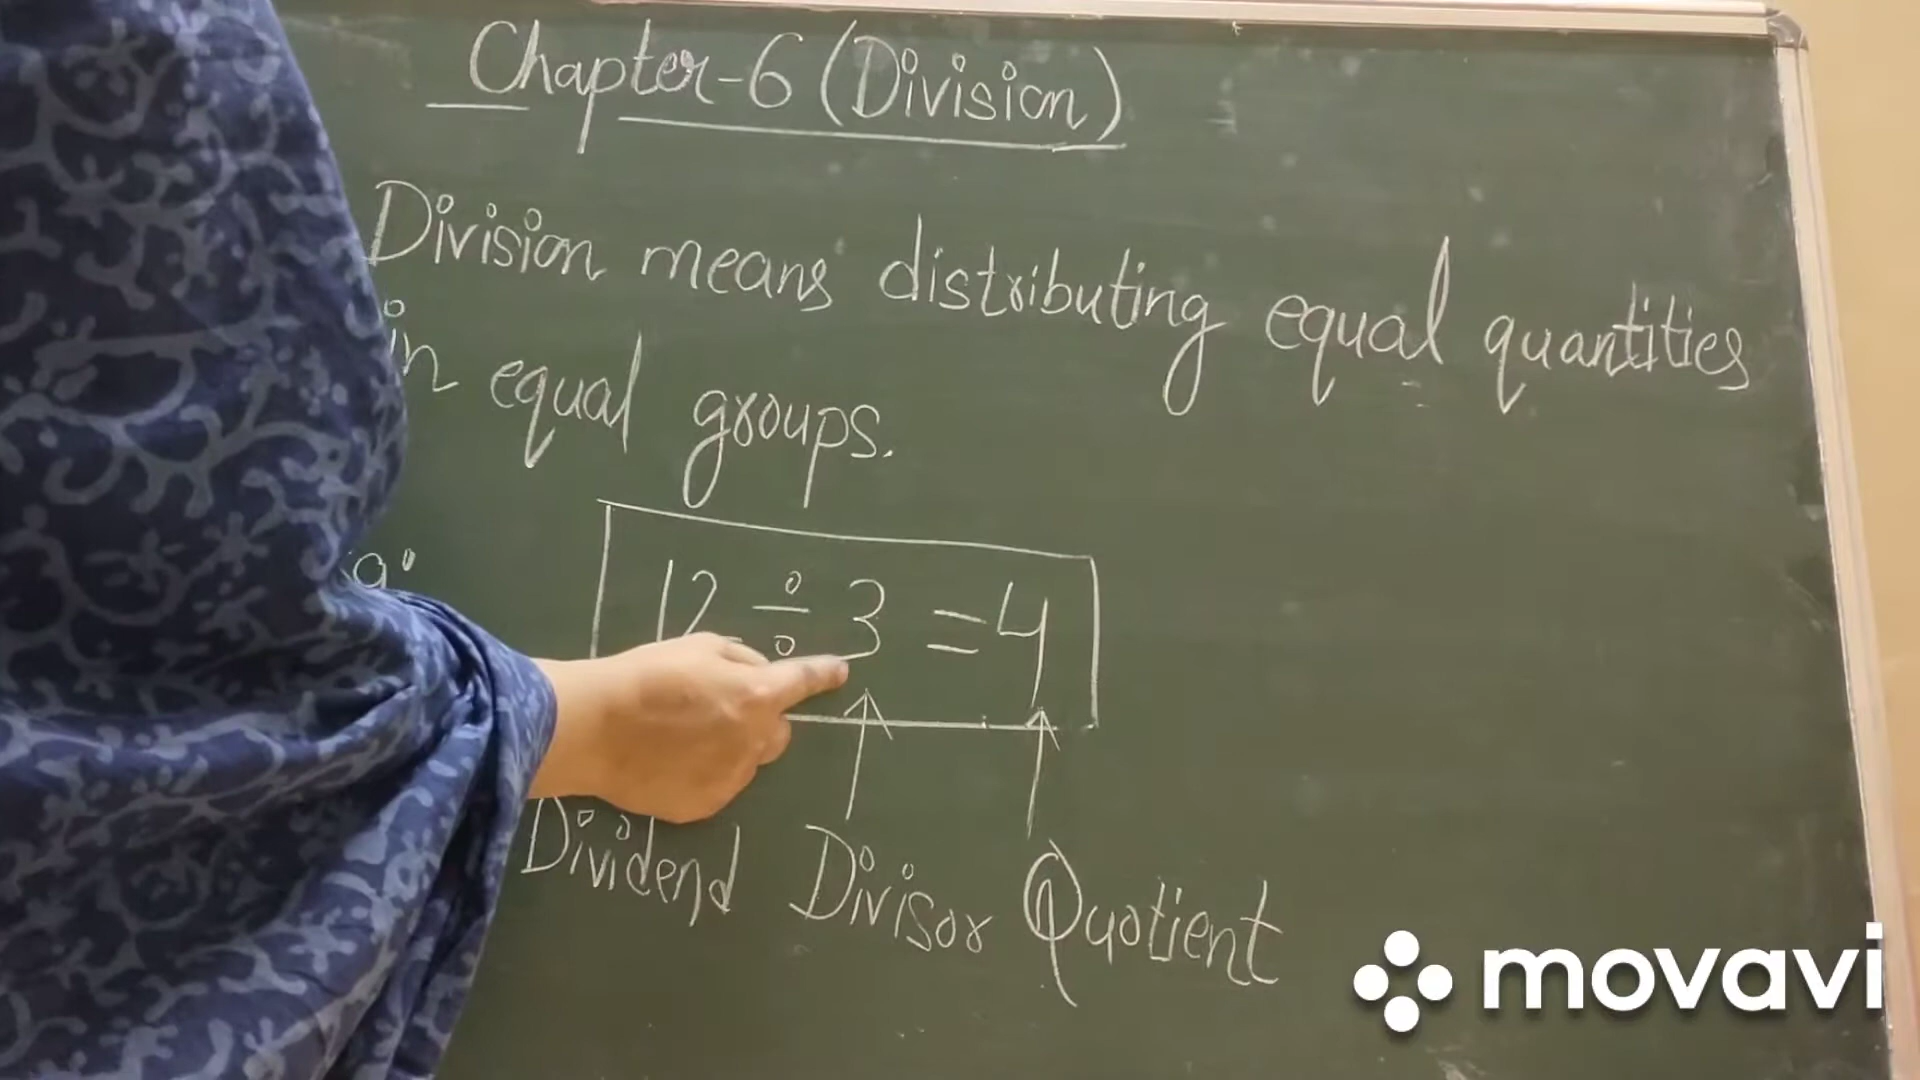 Chapter-6 (Division)
Division means distributing equal quantities
in equal groups.
12 ÷ 3 = 4
Dividend Divisor Quotient
movavi